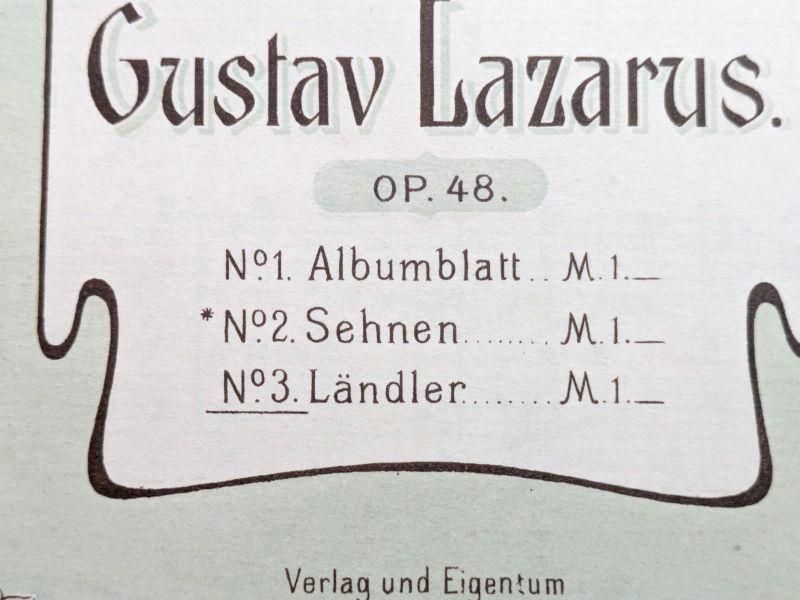 Gustav Lazarus.
OP. 48.
Nº1. Albumblatt.. M.1.—
*Nº2. Sehnen........ M.1.—
Nº3. Ländler........ M.1.—
Verlag und Eigentum